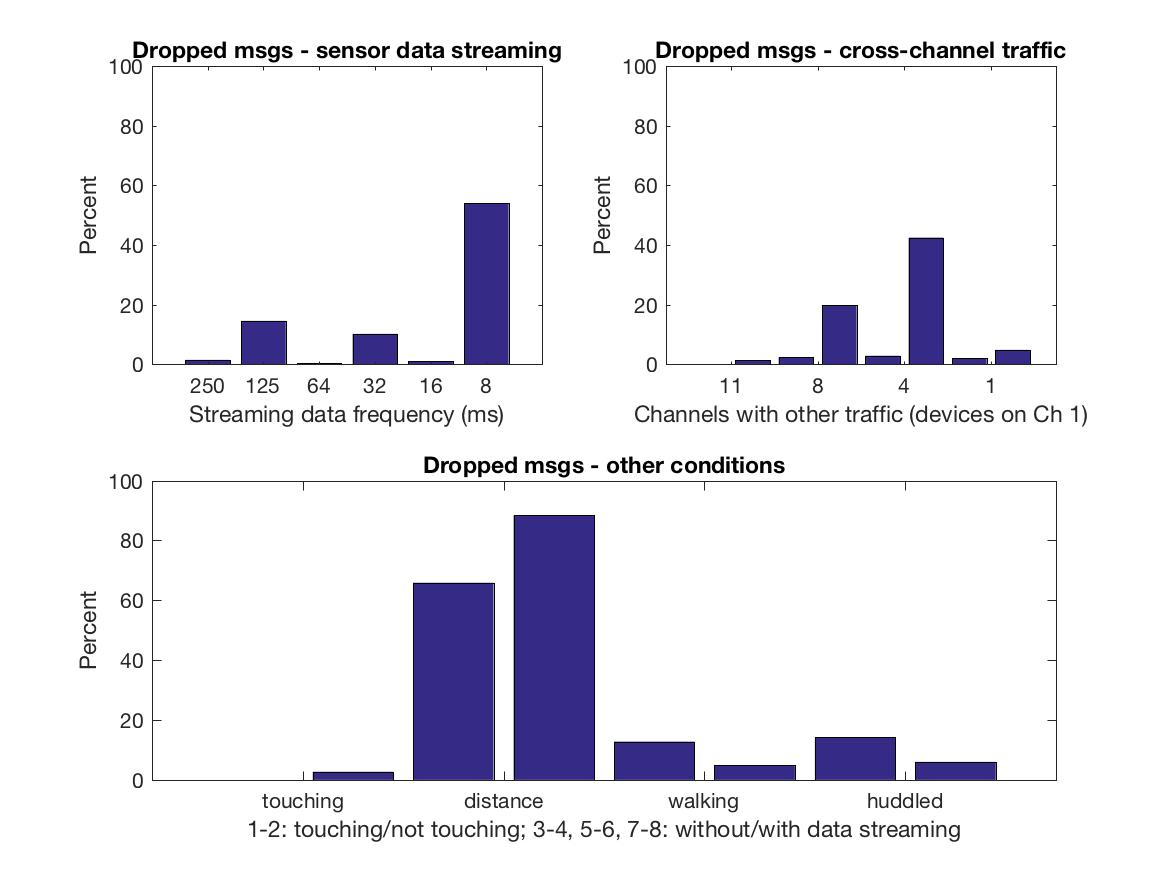 Dropped msgs - sensor data streaming
100
80
60
40
20
0
Percent
250 125 64 32 16 8
Streaming data frequency (ms)
Dropped msgs - cross-channel traffic
100
80
60
40
20
0
Percent
11 8 4 1
Channels with other traffic (devices on Ch 1)
Dropped msgs - other conditions
100
80
60
40
20
0
Percent
touching distance walking huddled
1-2: touching/not touching; 3-4, 5-6, 7-8: without/with data streaming